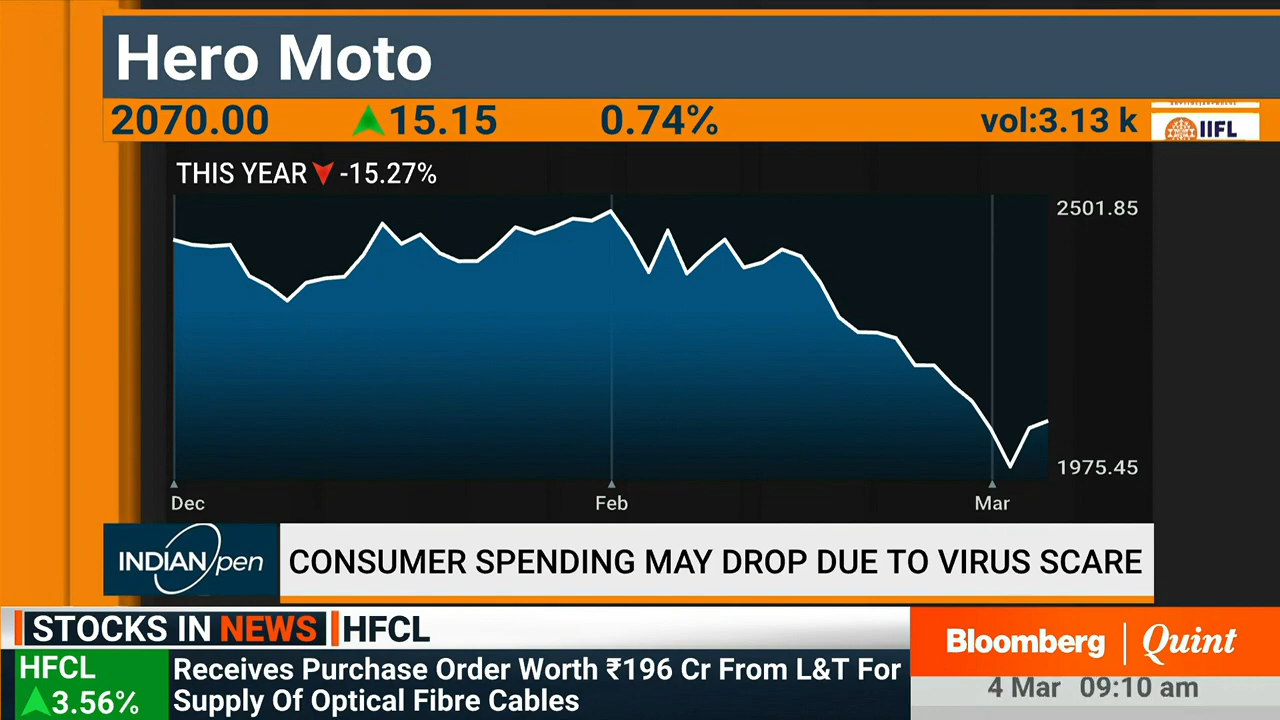 Hero Moto
2070.00 15.15 0.74% vol:3.13 k IIFL
THIS YEAR -15.27%
2501.85
1975.45
Dec Feb Mar
INDIAN Open CONSUMER SPENDING MAY DROP DUE TO VIRUS SCARE
STOCKS IN NEWS HFCL
HFCL
3.56%
Receives Purchase Order Worth ₹196 Cr From L&T For
Supply Of Optical Fibre Cables
Bloomberg | Quint
4 Mar 09:10 am